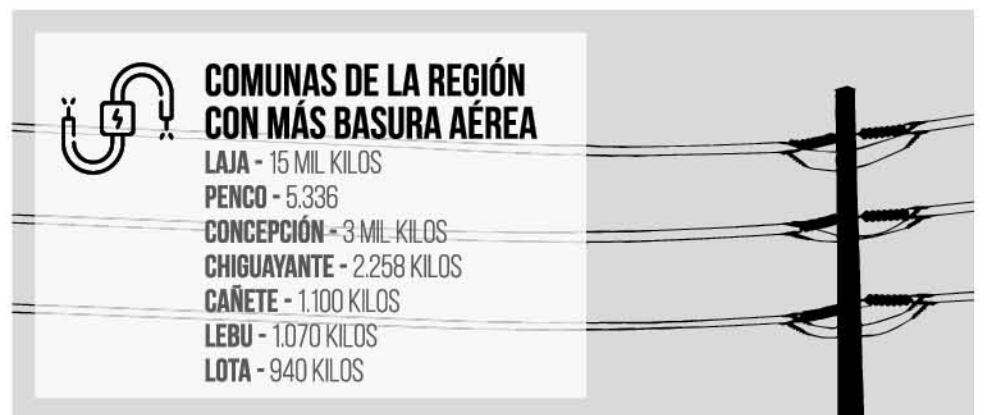 COMUNAS DE LA REGIÓN
CON MÁS BASURA AÉREA
LAJA - 15 MIL KILOS
PENCO - 5.336
CONCEPCIÓN - 3 MIL KILOS
CHIGUAYANTE - 2.258 KILOS
CAÑETE - 1.100 KILOS
LEBU - 1.070 KILOS
LOTA - 940 KILOS